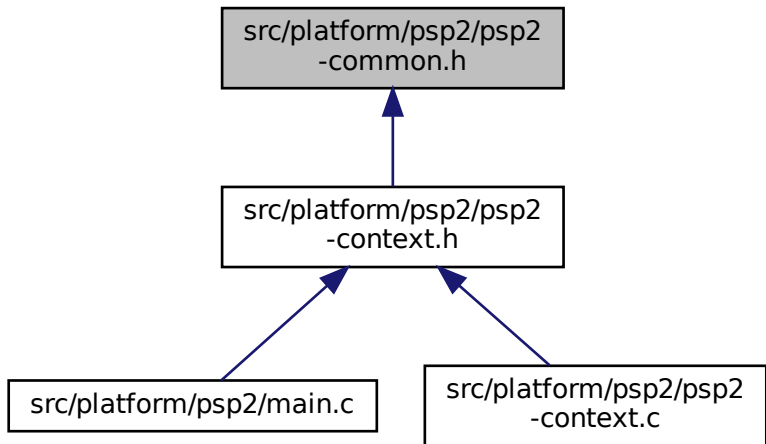 src/platform/psp2/psp2
-common.h
src/platform/psp2/psp2
-context.h
src/platform/psp2/main.c
src/platform/psp2/psp2
-context.c